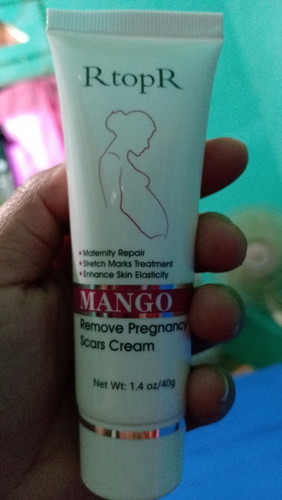 RtopR
• Maternity Repair
• Stretch Marks Treatment
• Enhance Skin Elasticity
MANGO
Remove Pregnancy
Scars Cream
Net Wt: 1.4 oz/40g